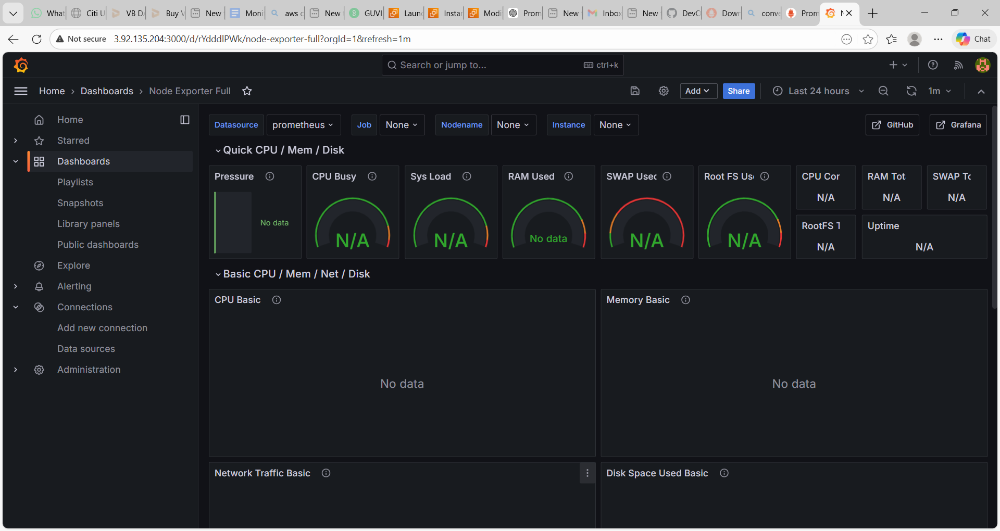 What
Citi U
VB D
Buy V
New
Moni
aws c
New
GUVI
Laun
Instar
Modi
Prom
New
Inbox
New
DevO
Dow
conve
Prom
Not secure 3.92.135.204:3000/d/rYdddlPWk/node-exporter-full?orgId=1&refresh=1m
Chat
Search or jump to...
ctrl+k
Home › Dashboards › Node Exporter Full
Add
Share
Last 24 hours
1m
Home
Starred
Dashboards
Playlists
Snapshots
Library panels
Public dashboards
Explore
Alerting
Connections
Add new connection
Data sources
Administration
Datasource prometheus
Job None
Nodename None
Instance None
GitHub
Grafana
Quick CPU / Mem / Disk
Pressure
No data
CPU Busy
N/A
Sys Load
N/A
RAM Used
No data
SWAP Used
N/A
Root FS Us
N/A
CPU Cor
N/A
RAM Tot
N/A
SWAP To
N/A
RootFS T
N/A
Uptime
N/A
Basic CPU / Mem / Net / Disk
CPU Basic
No data
Memory Basic
No data
Network Traffic Basic
Disk Space Used Basic